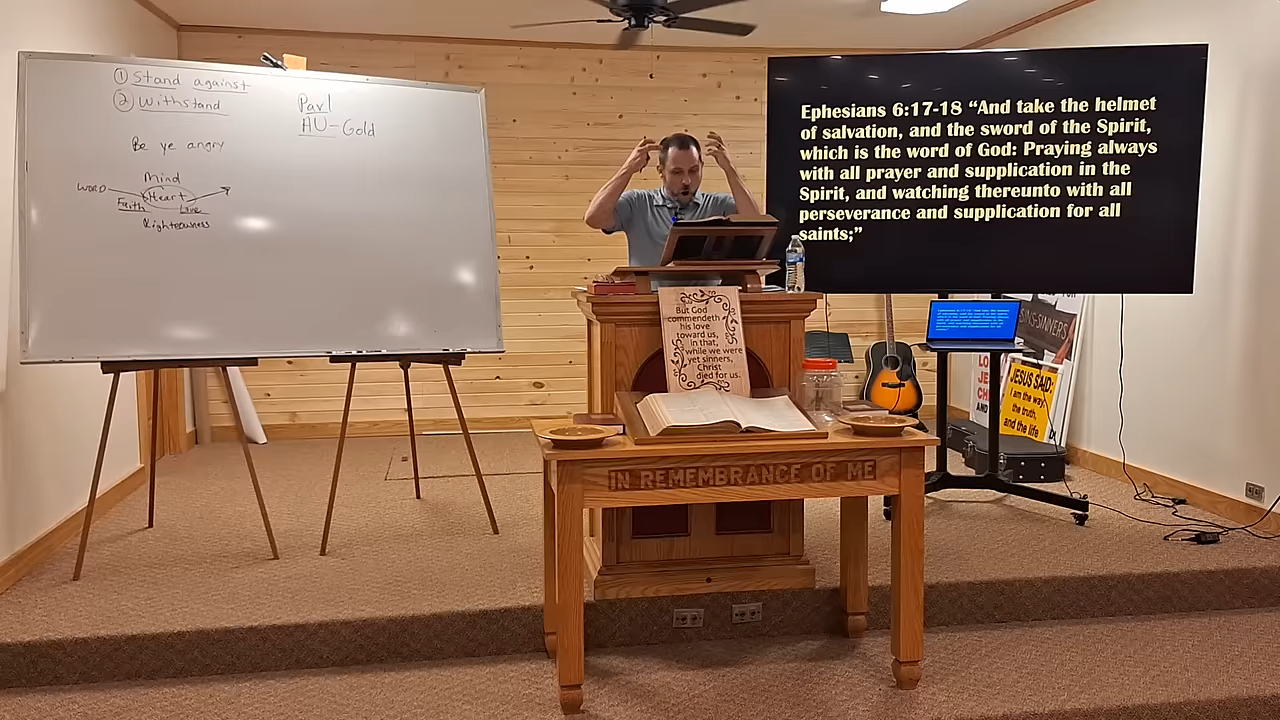 ① Stand against
② Withstand
Be ye angry
Mind
WORD
Heart
Faith
Love
Righteousness
Par1
AU-Gold
Ephesians 6:17-18 “And take the helmet
of salvation, and the sword of the Spirit,
which is the word of God: Praying always
with all prayer and supplication in the
Spirit, and watching thereunto with all
perseverance and supplication for all
saints;”
But God
commendeth
his love
toward us,
in that,
while we were
yet sinners,
Christ
died for us.
IN REMEMBRANCE OF ME
SINS·SINNERS
JESUS SAID:
I am the way
the truth,
and the life